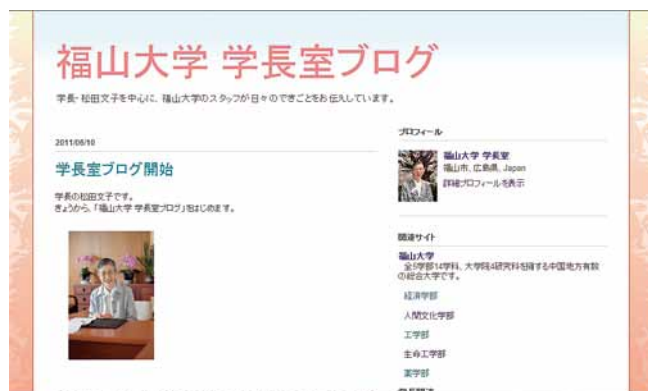 福山大学 学長室ブログ
学長・松田文子を中心に、福山大学のスタッフが日々のできごとをお伝えしています。
2011/06/10
学長室ブログ開始
学長の松田文子です。
きょうから、「福山大学 学長室ブログ」をはじめます。
プロフィール
福山大学 学長室
福山市, 広島県, Japan
詳細プロフィールを表示
関連サイト
福山大学
全5学部14学科、大学院4研究科を擁する中国地方有数
の総合大学です。
経済学部
人間文化学部
工学部
生命工学部
薬学部